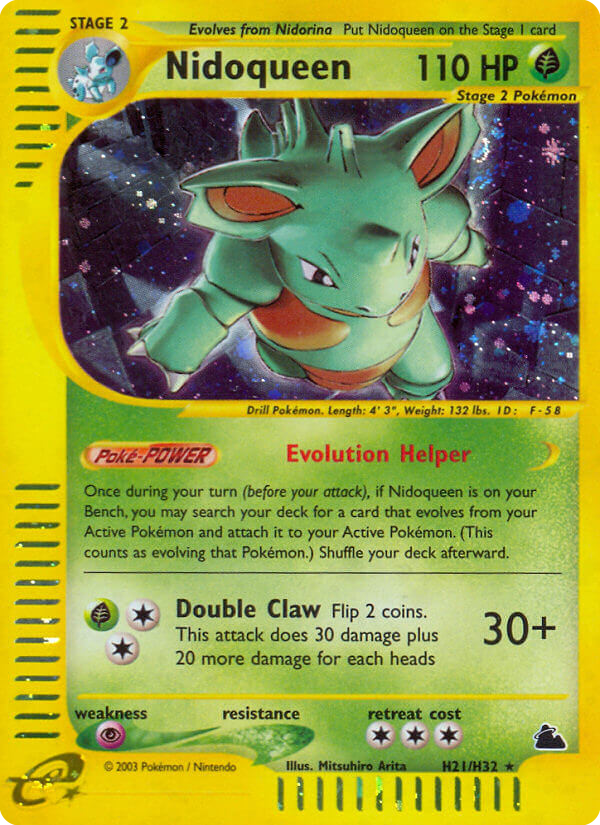 STAGE 2
Evolves from Nidorina Put Nidoqueen on the Stage 1 card
Nidoqueen 110 HP
Stage 2 Pokémon
Drill Pokémon. Length: 4' 3", Weight: 132 lbs. ID: F-58
Poké-POWER Evolution Helper
Once during your turn (before your attack), if Nidoqueen is on your
Bench, you may search your deck for a card that evolves from your
Active Pokémon and attach it to your Active Pokémon. (This
counts as evolving that Pokémon.) Shuffle your deck afterward.
Double Claw Flip 2 coins.
This attack does 30 damage plus
20 more damage for each heads
30+
weakness resistance retreat cost
© 2003 Pokémon / Nintendo Illus. Mitsuhiro Arita H21/H32 ★
e